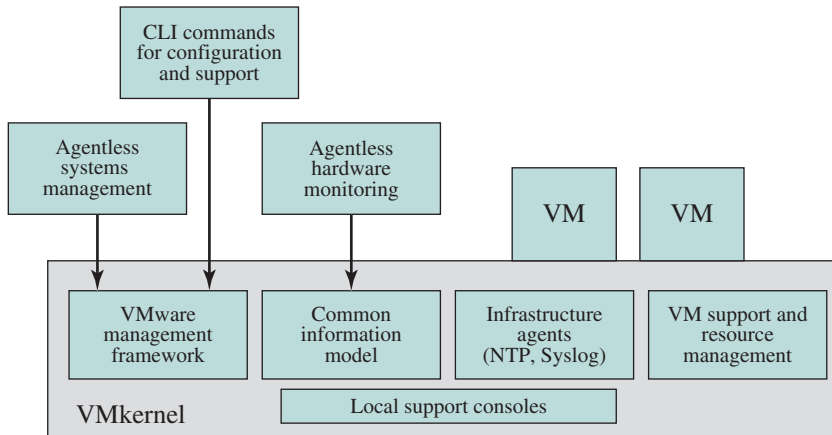 CLI commands
for configuration
and support
Agentless
systems
management
Agentless
hardware
monitoring
VM
VM
VMware
management
framework
Common
information
model
Infrastructure
agents
(NTP, Syslog)
VM support and
resource
management
Local support consoles
VMkernel